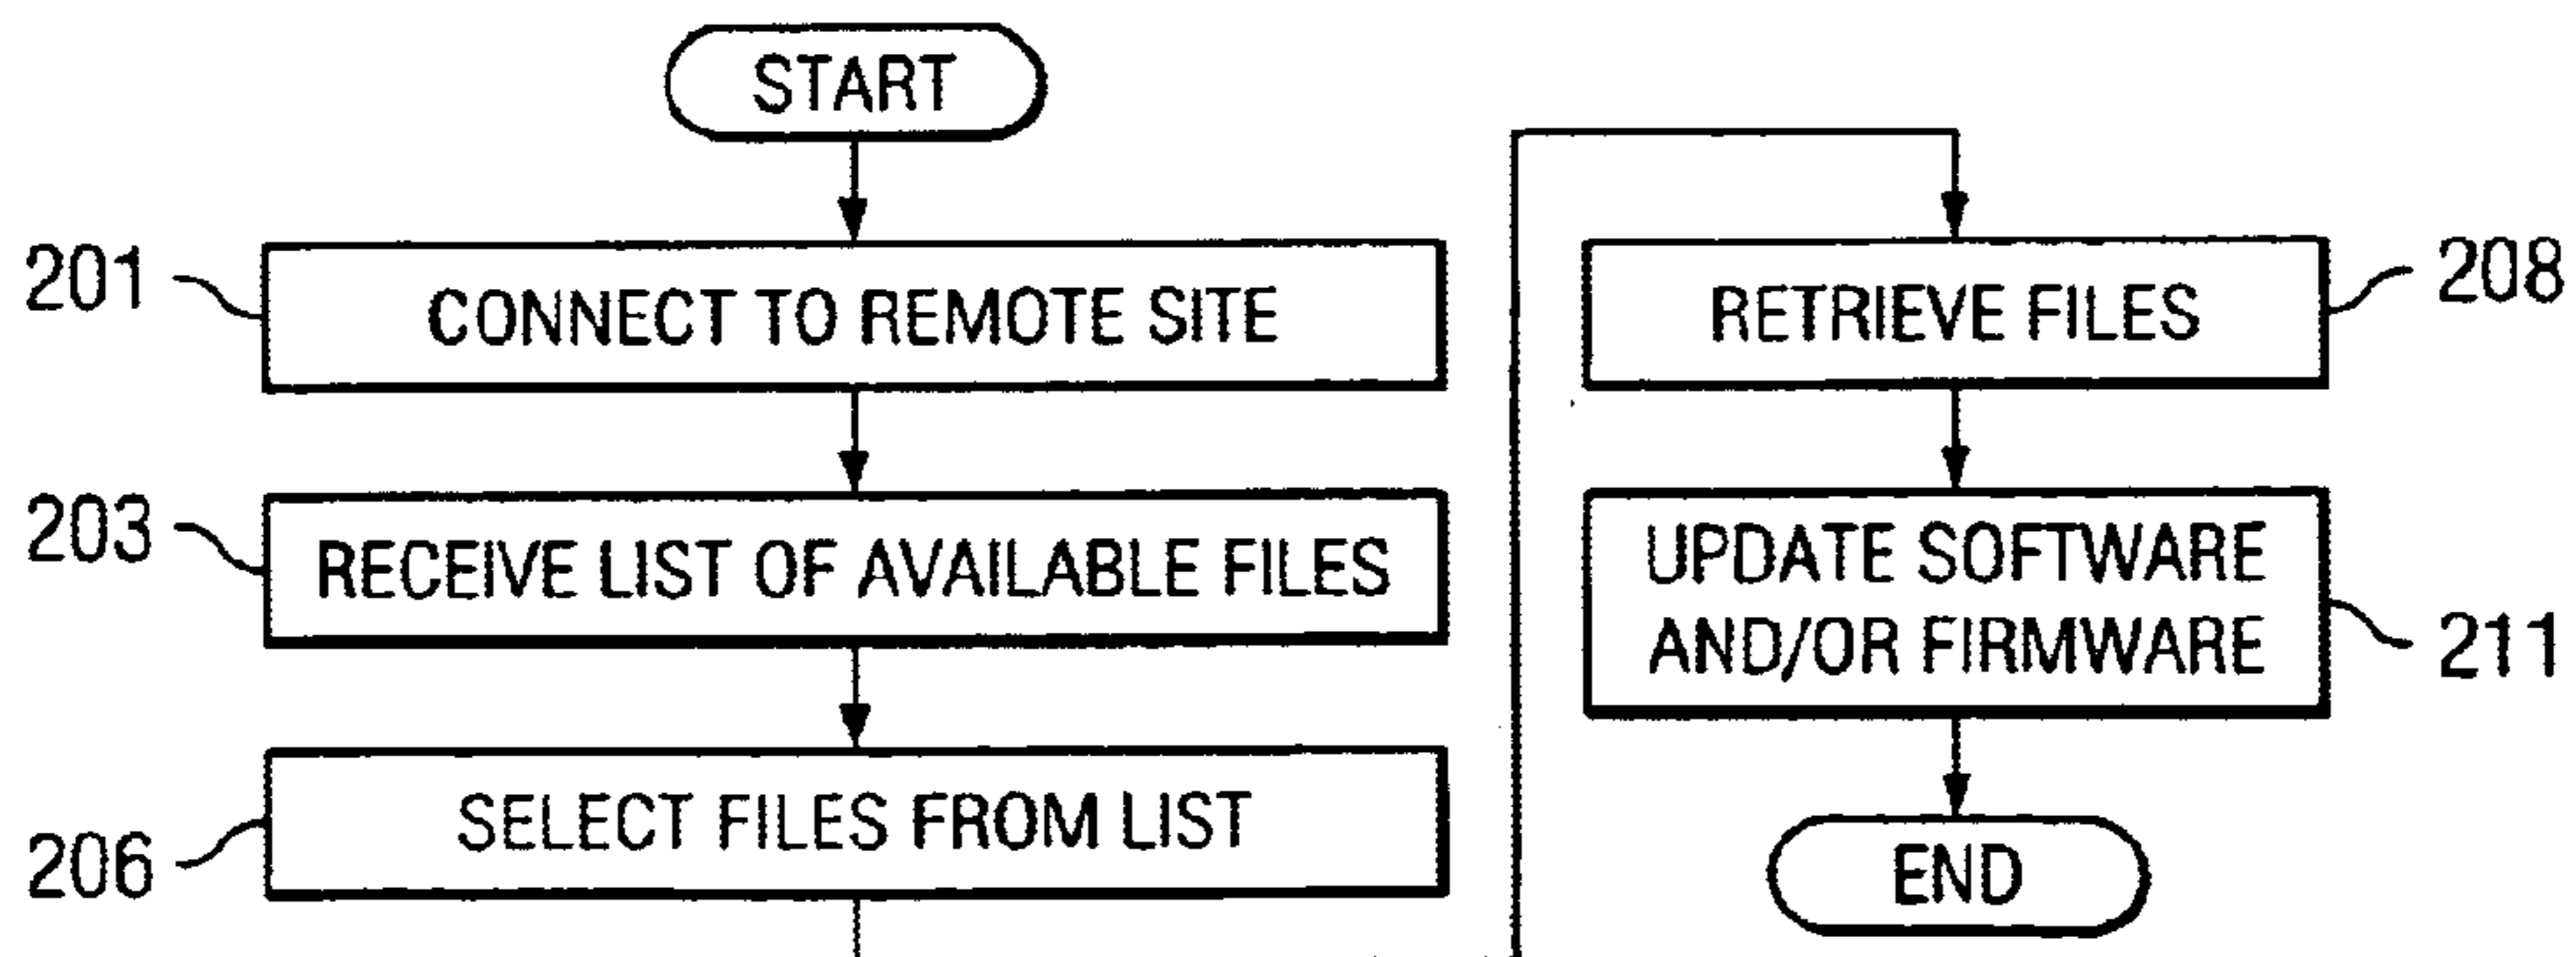 START
201
CONNECT TO REMOTE SITE
203
RECEIVE LIST OF AVAILABLE FILES
206
SELECT FILES FROM LIST
RETRIEVE FILES
208
UPDATE SOFTWARE
AND/OR FIRMWARE
211
END